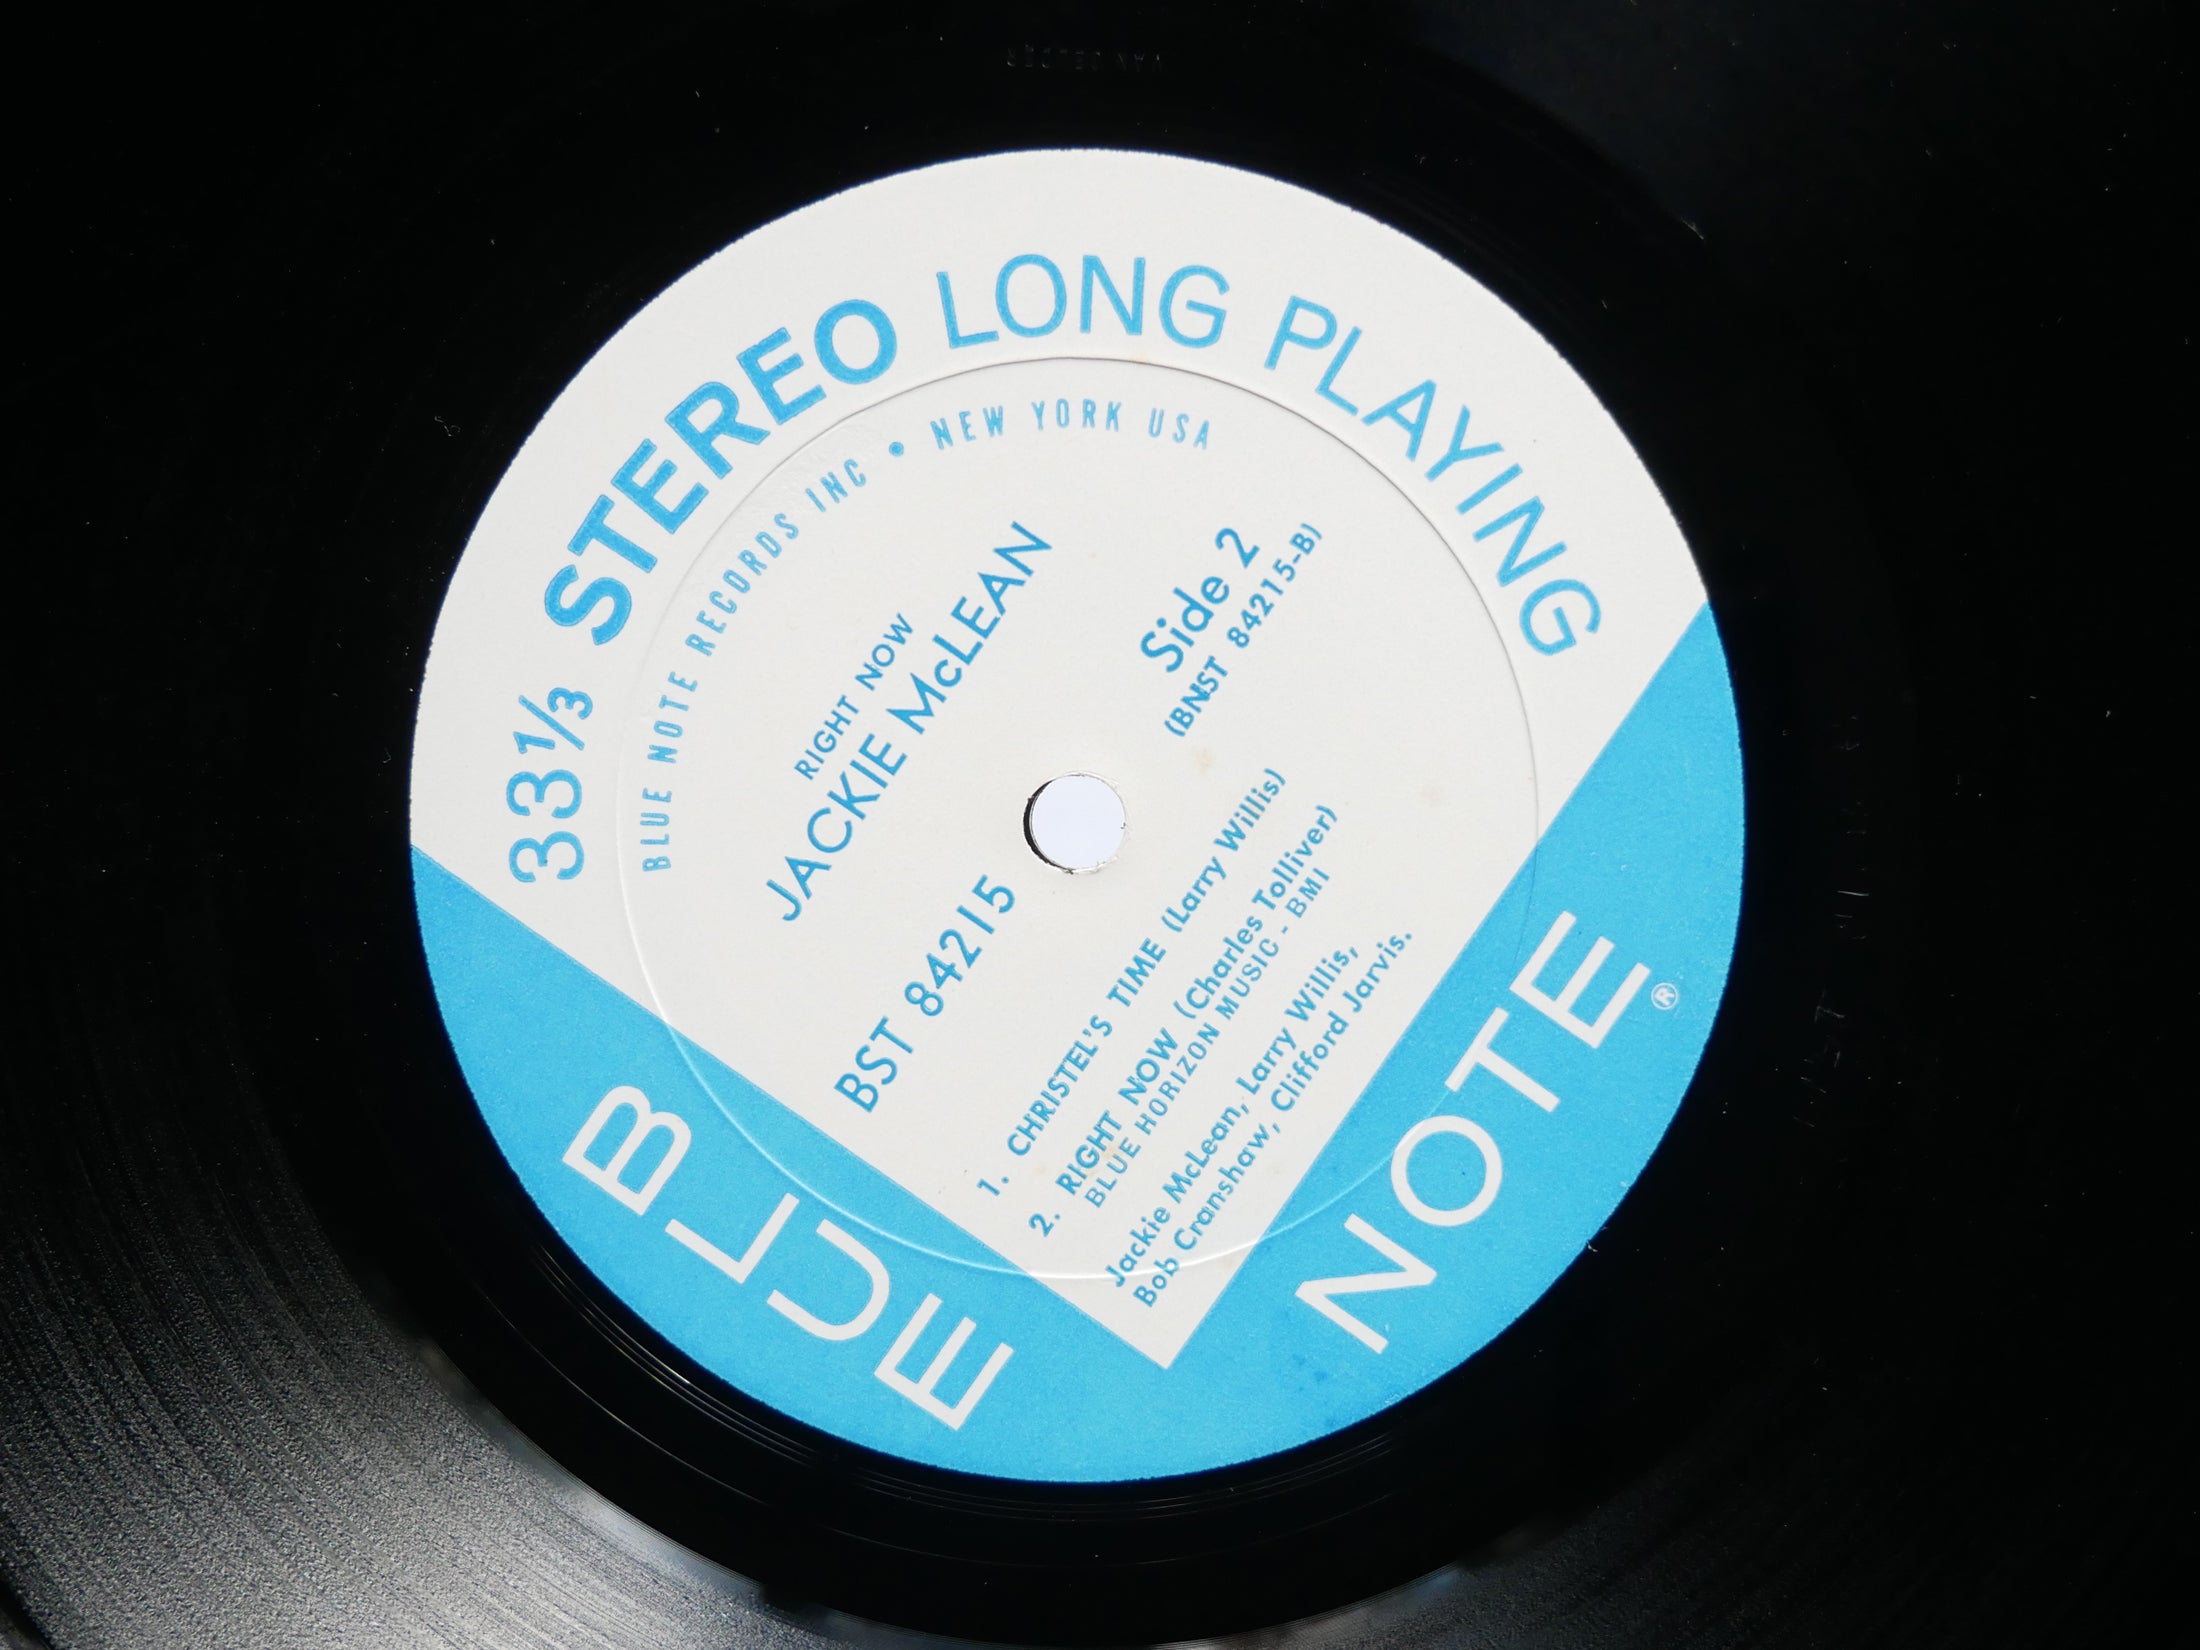 VAN GELDER
33⅓ STEREO LONG PLAYING
BLUE NOTE RECORDS INC • NEW YORK USA
RIGHT NOW
JACKIE McLEAN
BST 84215
Side 2
(BNST 84215-B)
1. CHRISTEL'S TIME (Larry Willis)
2. RIGHT NOW (Charles Tolliver)
BLUE HORIZON MUSIC - BMI
Jackie McLean, Larry Willis,
Bob Cranshaw, Clifford Jarvis.
BLUE NOTE®